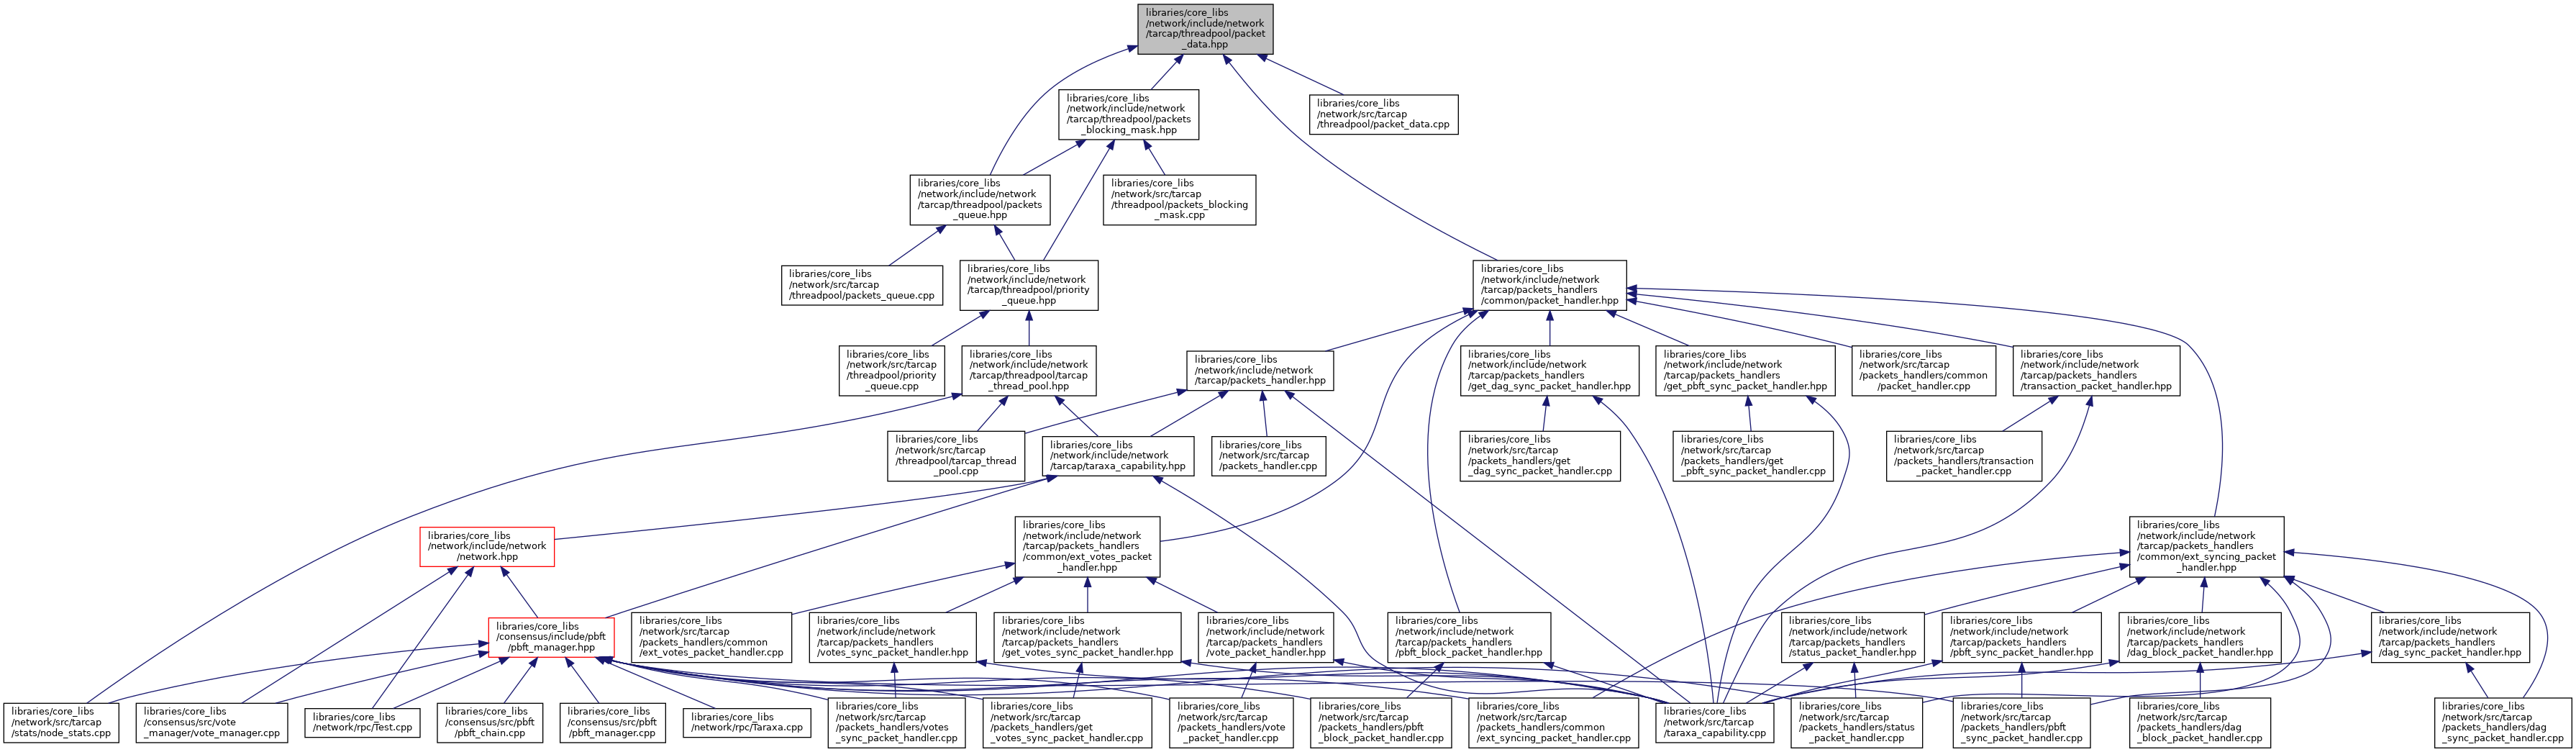 libraries/core_libs
/network/include/network
/tarcap/threadpool/packet
_data.hpp
libraries/core_libs
/network/include/network
/tarcap/threadpool/packets
_blocking_mask.hpp
libraries/core_libs
/network/src/tarcap
/threadpool/packet_data.cpp
libraries/core_libs
/network/include/network
/tarcap/threadpool/packets
_queue.hpp
libraries/core_libs
/network/src/tarcap
/threadpool/packets_blocking
_mask.cpp
libraries/core_libs
/network/src/tarcap
/threadpool/packets_queue.cpp
libraries/core_libs
/network/include/network
/tarcap/threadpool/priority
_queue.hpp
libraries/core_libs
/network/include/network
/tarcap/packets_handlers
/common/packet_handler.hpp
libraries/core_libs
/network/src/tarcap
/threadpool/priority
_queue.cpp
libraries/core_libs
/network/include/network
/tarcap/threadpool/tarcap
_thread_pool.hpp
libraries/core_libs
/network/include/network
/tarcap/packets_handler.hpp
libraries/core_libs
/network/include/network
/tarcap/packets_handlers
/get_dag_sync_packet_handler.hpp
libraries/core_libs
/network/include/network
/tarcap/packets_handlers
/get_pbft_sync_packet_handler.hpp
libraries/core_libs
/network/src/tarcap
/packets_handlers/common
/packet_handler.cpp
libraries/core_libs
/network/include/network
/tarcap/packets_handlers
/transaction_packet_handler.hpp
libraries/core_libs
/network/src/tarcap
/threadpool/tarcap_thread
_pool.cpp
libraries/core_libs
/network/include/network
/tarcap/taraxa_capability.hpp
libraries/core_libs
/network/src/tarcap
/packets_handler.cpp
libraries/core_libs
/network/src/tarcap
/packets_handlers/get
_dag_sync_packet_handler.cpp
libraries/core_libs
/network/src/tarcap
/packets_handlers/get
_pbft_sync_packet_handler.cpp
libraries/core_libs
/network/src/tarcap
/packets_handlers/transaction
_packet_handler.cpp
libraries/core_libs
/network/include/network
/network.hpp
libraries/core_libs
/network/include/network
/tarcap/packets_handlers
/common/ext_votes_packet
_handler.hpp
libraries/core_libs
/network/include/network
/tarcap/packets_handlers
/common/ext_syncing_packet
_handler.hpp
libraries/core_libs
/consensus/include/pbft
/pbft_manager.hpp
libraries/core_libs
/network/src/tarcap
/packets_handlers/common
/ext_votes_packet_handler.cpp
libraries/core_libs
/network/include/network
/tarcap/packets_handlers
/votes_sync_packet_handler.hpp
libraries/core_libs
/network/include/network
/tarcap/packets_handlers
/get_votes_sync_packet_handler.hpp
libraries/core_libs
/network/include/network
/tarcap/packets_handlers
/vote_packet_handler.hpp
libraries/core_libs
/network/include/network
/tarcap/packets_handlers
/pbft_block_packet_handler.hpp
libraries/core_libs
/network/include/network
/tarcap/packets_handlers
/status_packet_handler.hpp
libraries/core_libs
/network/include/network
/tarcap/packets_handlers
/pbft_sync_packet_handler.hpp
libraries/core_libs
/network/include/network
/tarcap/packets_handlers
/dag_block_packet_handler.hpp
libraries/core_libs
/network/include/network
/tarcap/packets_handlers
/dag_sync_packet_handler.hpp
libraries/core_libs
/network/src/tarcap
/stats/node_stats.cpp
libraries/core_libs
/consensus/src/vote
_manager/vote_manager.cpp
libraries/core_libs
/network/rpc/Test.cpp
libraries/core_libs
/consensus/src/pbft
/pbft_chain.cpp
libraries/core_libs
/consensus/src/pbft
/pbft_manager.cpp
libraries/core_libs
/network/rpc/Taraxa.cpp
libraries/core_libs
/network/src/tarcap
/packets_handlers/votes
_sync_packet_handler.cpp
libraries/core_libs
/network/src/tarcap
/packets_handlers/get
_votes_sync_packet_handler.cpp
libraries/core_libs
/network/src/tarcap
/packets_handlers/vote
_packet_handler.cpp
libraries/core_libs
/network/src/tarcap
/packets_handlers/pbft
_block_packet_handler.cpp
libraries/core_libs
/network/src/tarcap
/packets_handlers/common
/ext_syncing_packet_handler.cpp
libraries/core_libs
/network/src/tarcap
/taraxa_capability.cpp
libraries/core_libs
/network/src/tarcap
/packets_handlers/status
_packet_handler.cpp
libraries/core_libs
/network/src/tarcap
/packets_handlers/pbft
_sync_packet_handler.cpp
libraries/core_libs
/network/src/tarcap
/packets_handlers/dag
_block_packet_handler.cpp
libraries/core_libs
/network/src/tarcap
/packets_handlers/dag
_sync_packet_handler.cpp